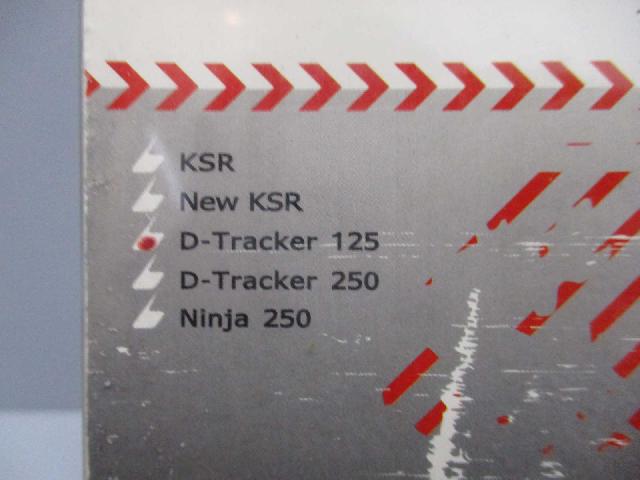 KSR
New KSR
D-Tracker 125
D-Tracker 250
Ninja 250